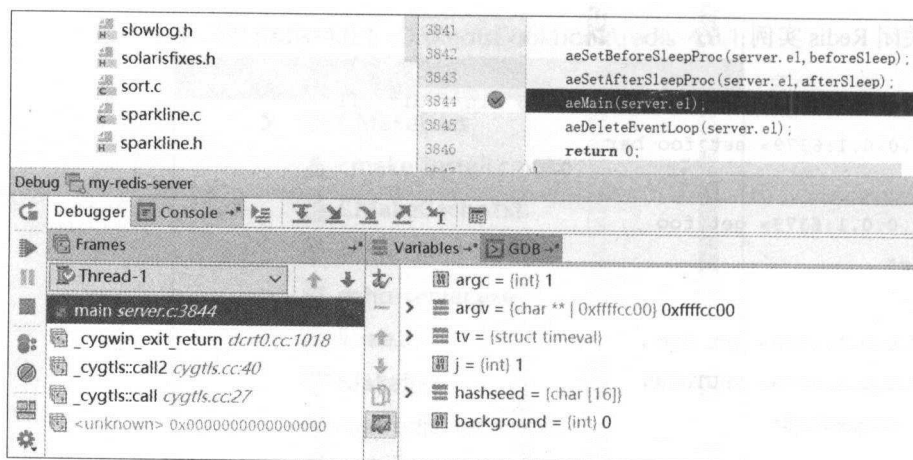 slowlog.h
solarisfixes.h
sort.c
sparkline.c
sparkline.h
3841
3842 aeSetBeforeSleepProc(server.el,beforeSleep);
3843 aeSetAfterSleepProc(server.el,afterSleep);
3844 aeMain(server.el);
3845 aeDeleteEventLoop(server.el);
3846 return 0;
Debug my-redis-server
Debugger Console
Frames
Thread-1
main server.c:3844
_cygwin_exit_return dcrt0.cc:1018
_cygtls::call2 cygtls.cc:40
_cygtls::call cygtls.cc:27
<unknown> 0x0000000000000000
Variables GDB
argc = {int} 1
argv = {char ** | 0xffffcc00} 0xffffcc00
tv = {struct timeval}
j = {int} 1
hashseed = {char [16]}
background = {int} 0